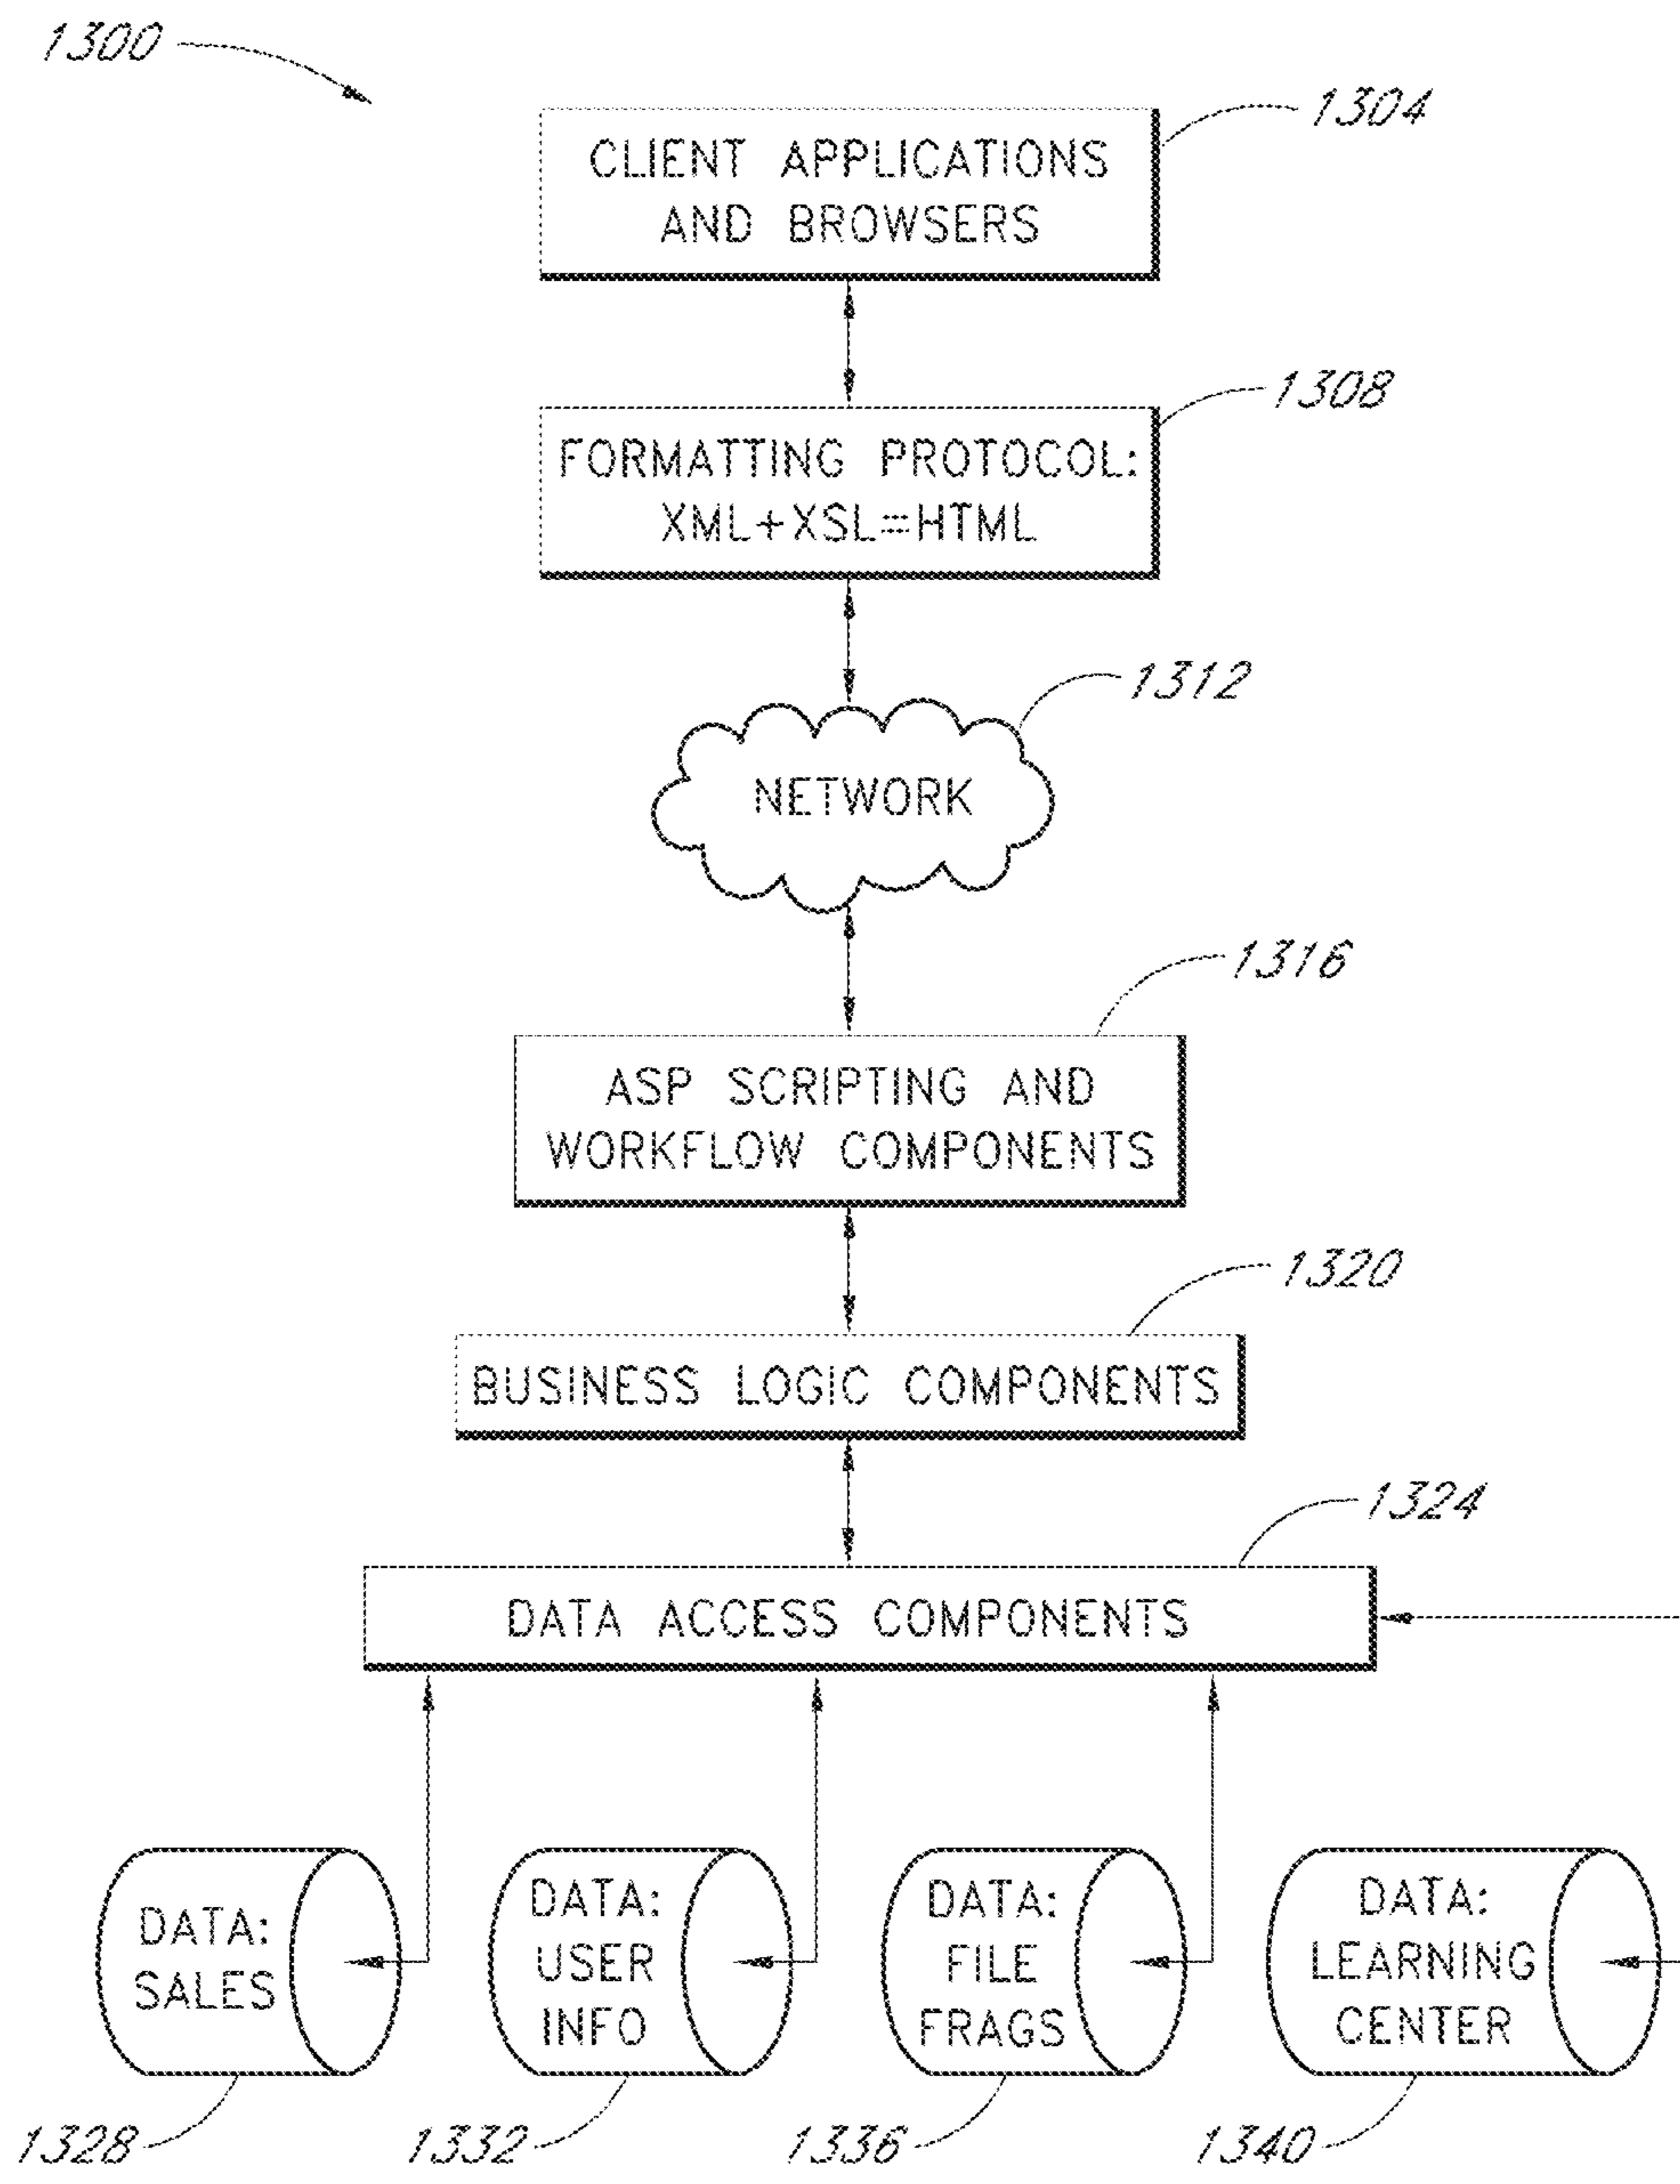 1300
1304
CLIENT APPLICATIONS
AND BROWSERS
1308
FORMATTING PROTOCOL:
XML+XSL=HTML
1312
NETWORK
1316
ASP SCRIPTING AND
WORKFLOW COMPONENTS
1320
BUSINESS LOGIC COMPONENTS
1324
DATA ACCESS COMPONENTS
DATA:
SALES
DATA:
USER
INFO
DATA:
FILE
FRAGS
DATA:
LEARNING
CENTER
1328
1332
1336
1340